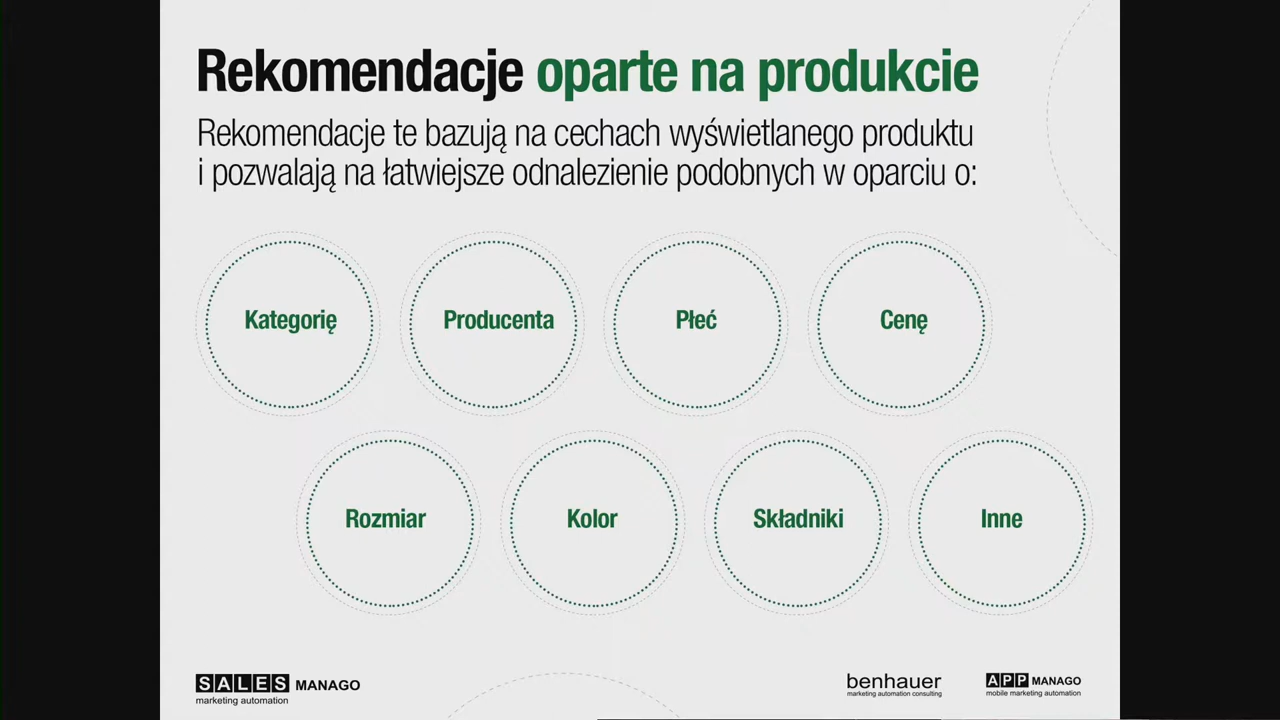 Rekomendacje oparte na produkcie
Rekomendacje te bazują na cechach wyświetlanego produktu
i pozwalają na łatwiejsze odnalezienie podobnych w oparciu o:
Kategorię
Producenta
Płeć
Cenę
Rozmiar
Kolor
Składniki
Inne
SALES MANAGO
marketing automation
benhauer
marketing automation consulting
APP MANAGO
mobile marketing automation